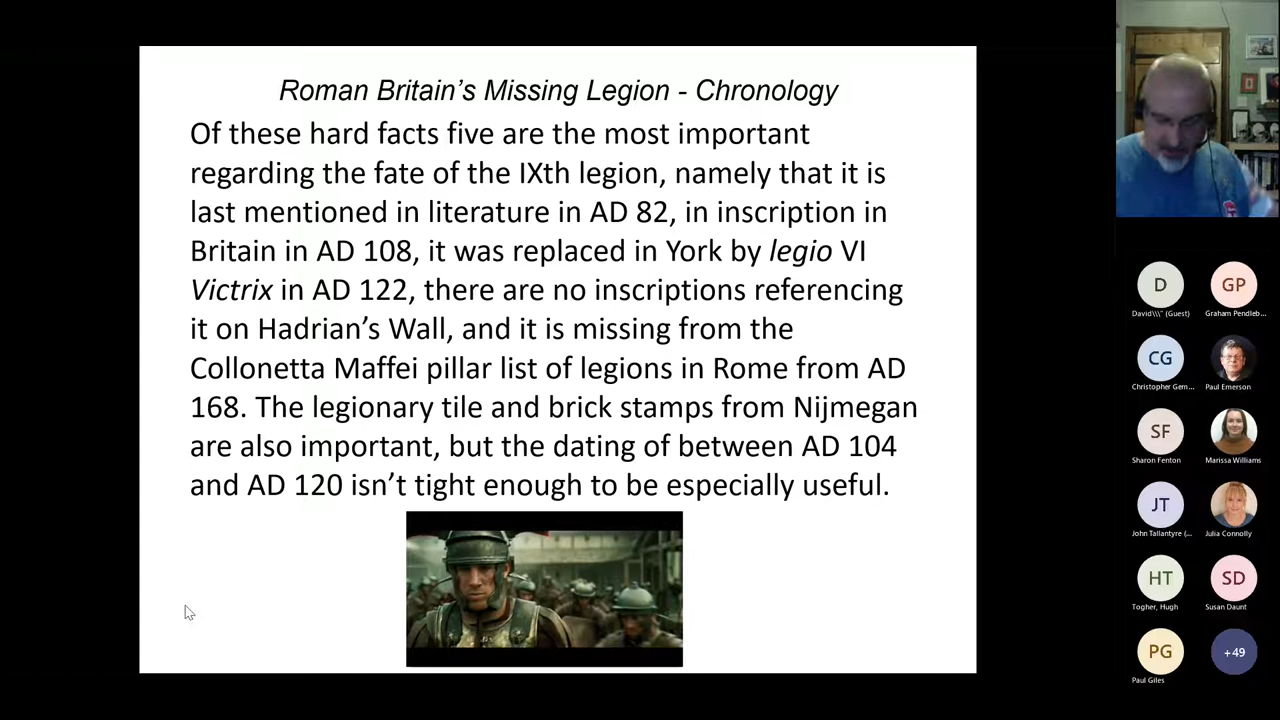 Roman Britain's Missing Legion - Chronology
Of these hard facts five are the most important
regarding the fate of the IXth legion, namely that it is
last mentioned in literature in AD 82, in inscription in
Britain in AD 108, it was replaced in York by legio VI
Victrix in AD 122, there are no inscriptions referencing
it on Hadrian's Wall, and it is missing from the
Collonetta Maffei pillar list of legions in Rome from AD
168. The legionary tile and brick stamps from Nijmegan
are also important, but the dating of between AD 104
and AD 120 isn't tight enough to be especially useful.
D
David\\\" (Guest)
GP
Graham Pendleb...
CG
Christopher Gem...
Paul Emerson
SF
Sharon Fenton
Marissa Williams
JT
John Tallantyre (...
Julia Connolly
HT
Togher, Hugh
SD
Susan Daunt
PG
Paul Giles
+49